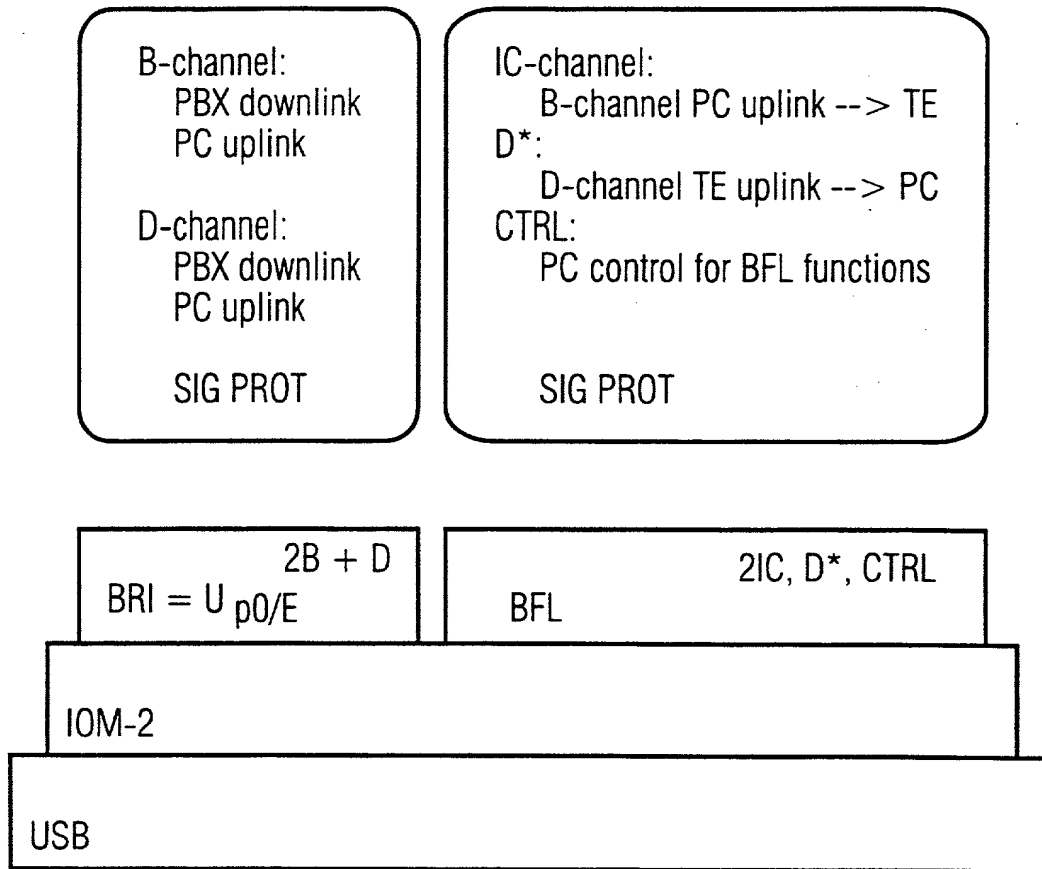 B-channel:
PBX downlink
PC uplink
D-channel:
PBX downlink
PC uplink
SIG PROT
IC-channel:
B-channel PC uplink --> TE
D*:
D-channel TE uplink --> PC
CTRL:
PC control for BFL functions
SIG PROT
2B + D
BRI = U p0/E
2IC, D*, CTRL
BFL
IOM-2
USB